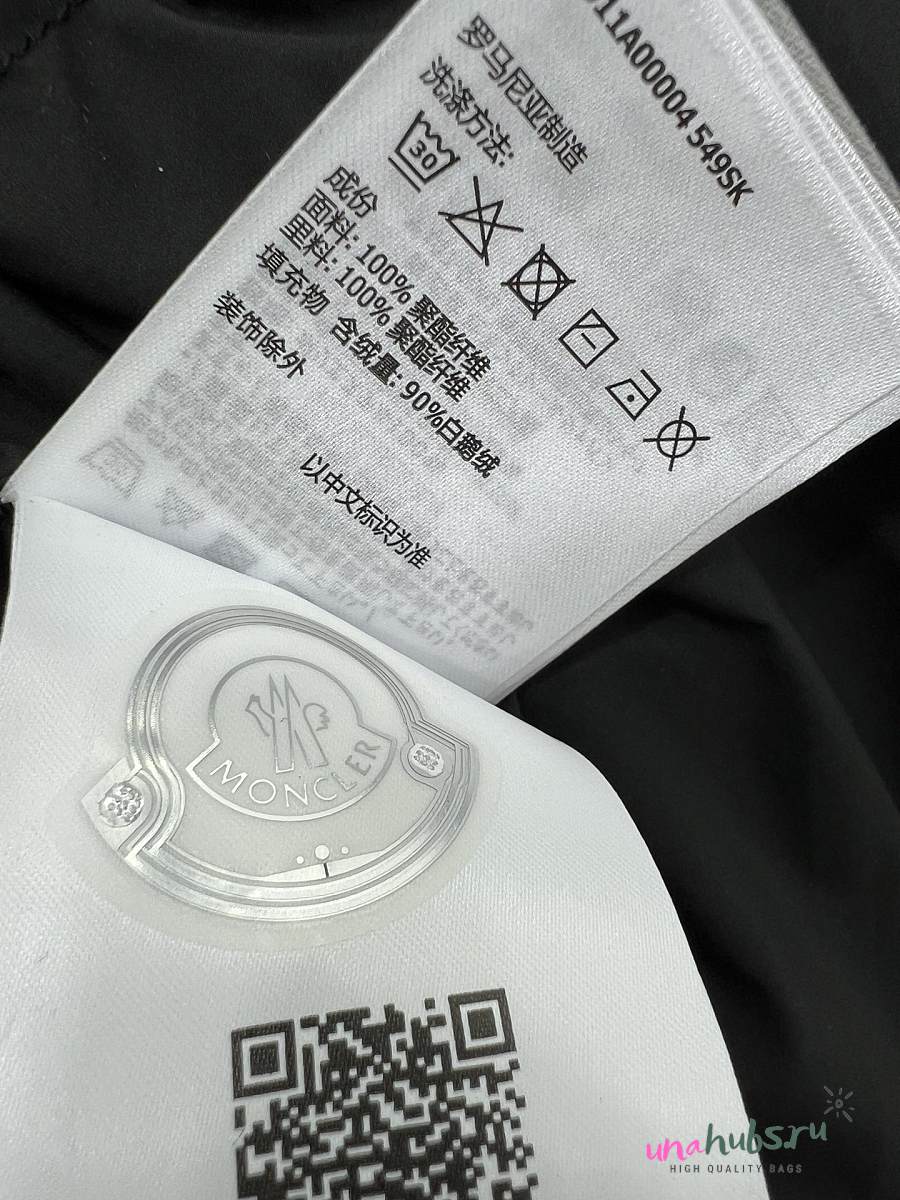 11A00004 549SK
罗马尼亚制造
洗涤方法:
30
成份
面料: 100% 聚酯纤维
里料: 100% 聚酯纤维
填充物 含绒量: 90%白鹅绒
装饰除外
以中文标识为准
MONCLER
unahubs.ru
HIGH QUALITY BAGS